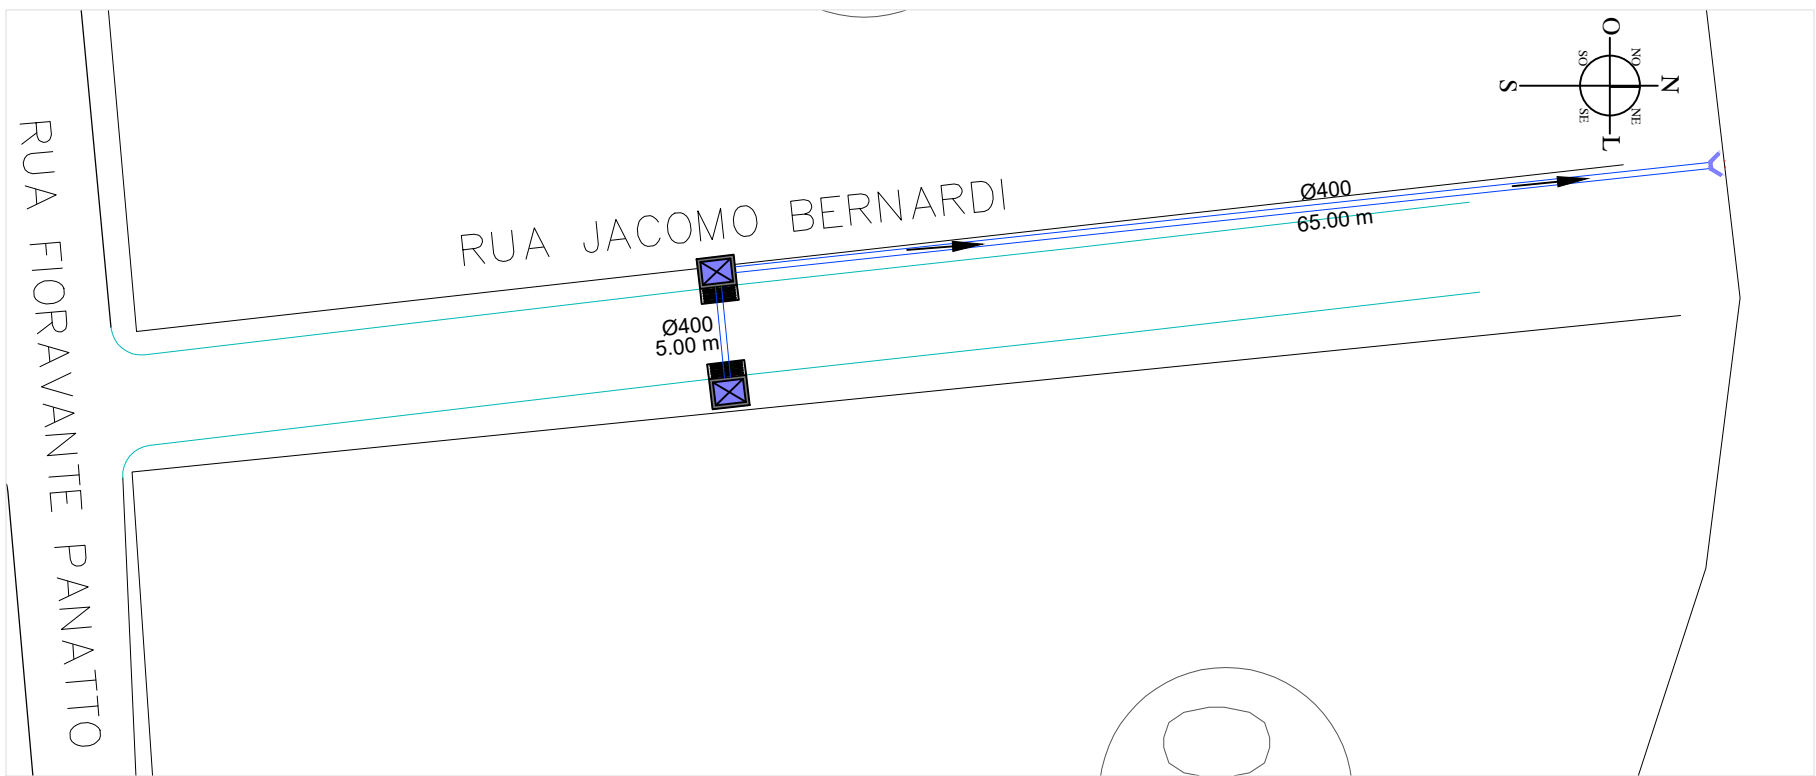 RUA FIORAVANTE PANATTO
RUA JACOMO BERNARDI
Ø400
65.00 m
Ø400
5.00 m
O
SO
NO
S
N
SE
NE
L